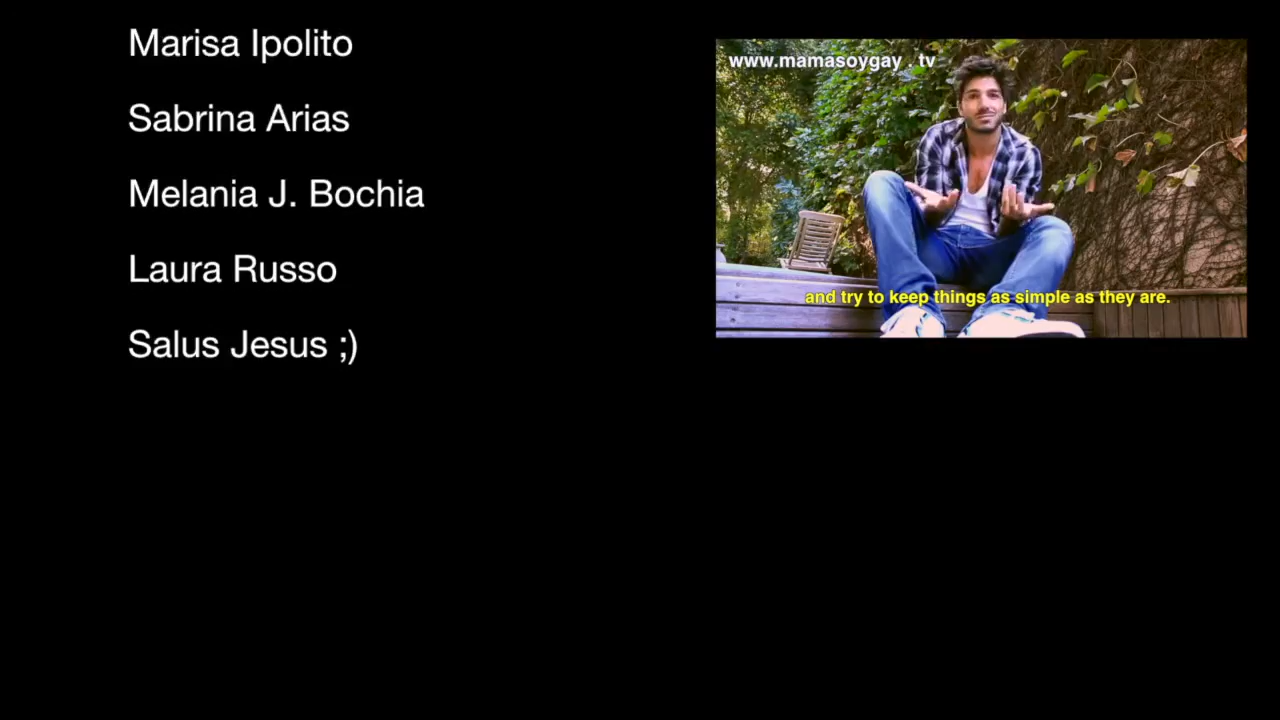 Marisa Ipolito
Sabrina Arias
Melania J. Bochia
Laura Russo
Salus Jesus ;)
www.mamasoygay . tv
and try to keep things as simple as they are.